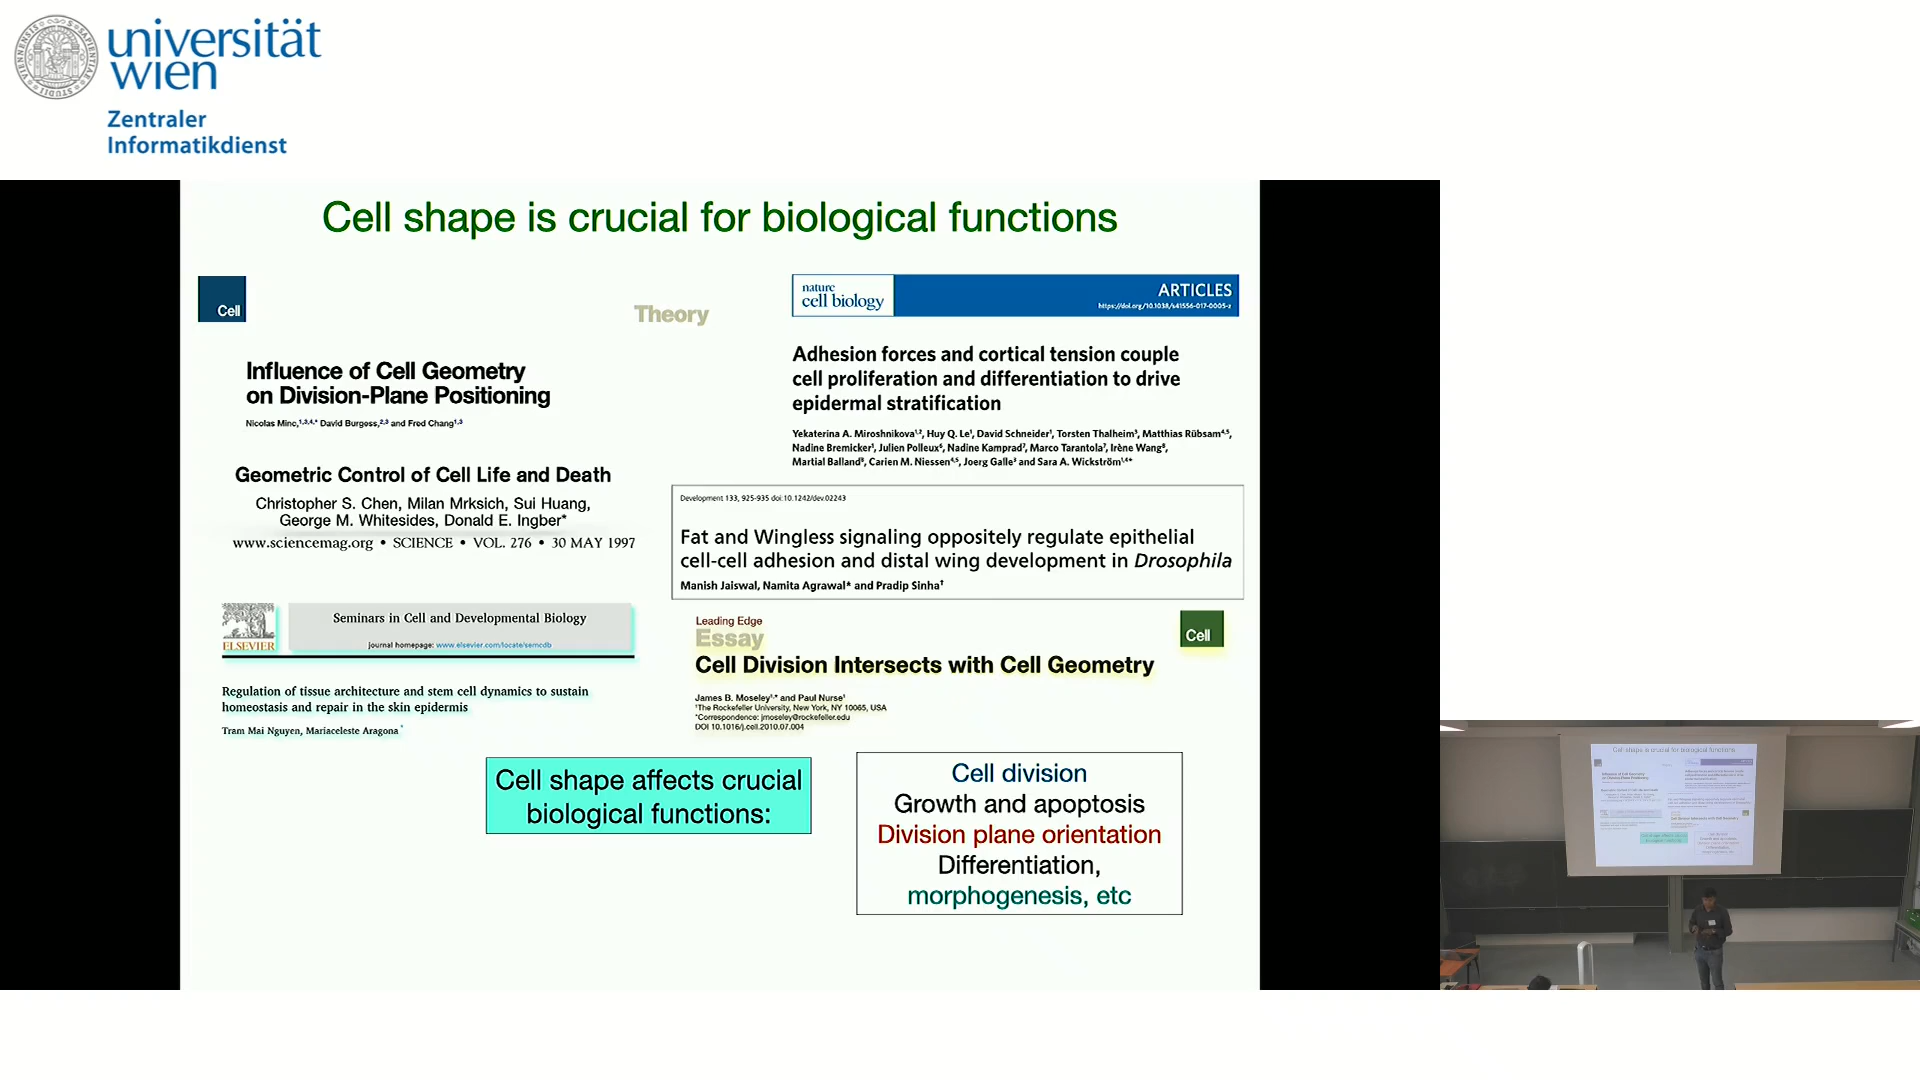 universität
wien
Zentraler
Informatikdienst
Cell shape is crucial for biological functions
Cell
Theory
Influence of Cell Geometry
on Division-Plane Positioning
Nicolas Minc,1,3,4,* David Burgess,2,3 and Fred Chang1,3
Geometric Control of Cell Life and Death
Christopher S. Chen, Milan Mrksich, Sui Huang,
George M. Whitesides, Donald E. Ingber*
www.sciencemag.org • SCIENCE • VOL. 276 • 30 MAY 1997
ELSEVIER
Seminars in Cell and Developmental Biology
journal homepage: www.elsevier.com/locate/semcdb
Regulation of tissue architecture and stem cell dynamics to sustain
homeostasis and repair in the skin epidermis
Tram Mai Nguyen, Mariaceleste Aragona*
nature
cell biology
ARTICLES
https://doi.org/10.1038/s41556-017-0005-z
Adhesion forces and cortical tension couple
cell proliferation and differentiation to drive
epidermal stratification
Yekaterina A. Miroshnikova1,2, Huy Q. Le1, David Schneider1, Torsten Thalheim3, Matthias Rübsam4,5,
Nadine Bremicker1, Julien Polleux6, Nadine Kamprad7, Marco Tarantola7, Irène Wang8,
Martial Balland8, Carien M. Niessen4,5, Joerg Galle3 and Sara A. Wickström1,4*
Development 133, 925-935 doi:10.1242/dev.02243
Fat and Wingless signaling oppositely regulate epithelial
cell-cell adhesion and distal wing development in Drosophila
Manish Jaiswal, Namita Agrawal* and Pradip Sinha†
Leading Edge
Essay
Cell
Cell Division Intersects with Cell Geometry
James B. Moseley1,* and Paul Nurse1
1The Rockefeller University, New York, NY 10065, USA
*Correspondence: jmoseley@rockefeller.edu
DOI 10.1016/j.cell.2010.07.004
Cell shape affects crucial
biological functions:
Cell division
Growth and apoptosis
Division plane orientation
Differentiation,
morphogenesis, etc
Cell shape is crucial for biological functions